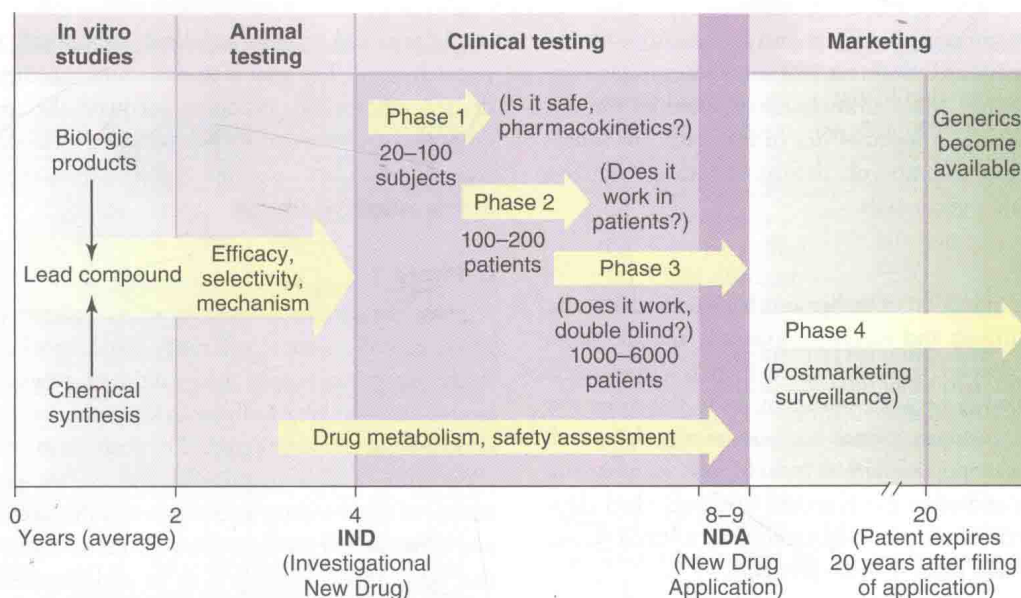 In vitro
studies
Animal
testing
Clinical testing
Marketing
Biologic
products
Lead compound
Chemical
synthesis
Efficacy,
selectivity,
mechanism
Phase 1
(Is it safe,
pharmacokinetics?)
20–100
subjects
Phase 2
(Does it
work in
patients?)
100–200
patients
Phase 3
(Does it work,
double blind?)
1000–6000
patients
Drug metabolism, safety assessment
Generics
become
available
Phase 4
(Postmarketing
surveillance)
0
2
4
8–9
20
Years (average)
IND
(Investigational
New Drug)
NDA
(New Drug
Application)
(Patent expires
20 years after filing
of application)